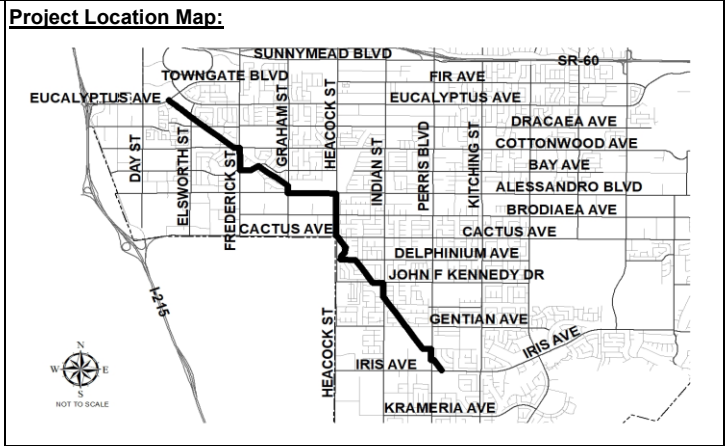 Project Location Map:
SUNNYMEAD BLVD
SR-60
TOWNGATE BLVD
FIR AVE
EUCALYPTUS AVE
EUCALYPTUS AVE
DRACAEA AVE
COTTONWOOD AVE
BAY AVE
ALESSANDRO BLVD
BRODIAEA AVE
CACTUS AVE
CACTUS AVE
DELPHINIUM AVE
JOHN F KENNEDY DR
GENTIAN AVE
IRIS AVE
IRIS AVE
KRAMERIA AVE
DAY ST
ELSWORTH ST
FREDERICK ST
GRAHAM ST
HEACOCK ST
INDIAN ST
PERRIS BLVD
KITCHING ST
HEACOCK ST
I-215
N
W
E
S
NOT TO SCALE